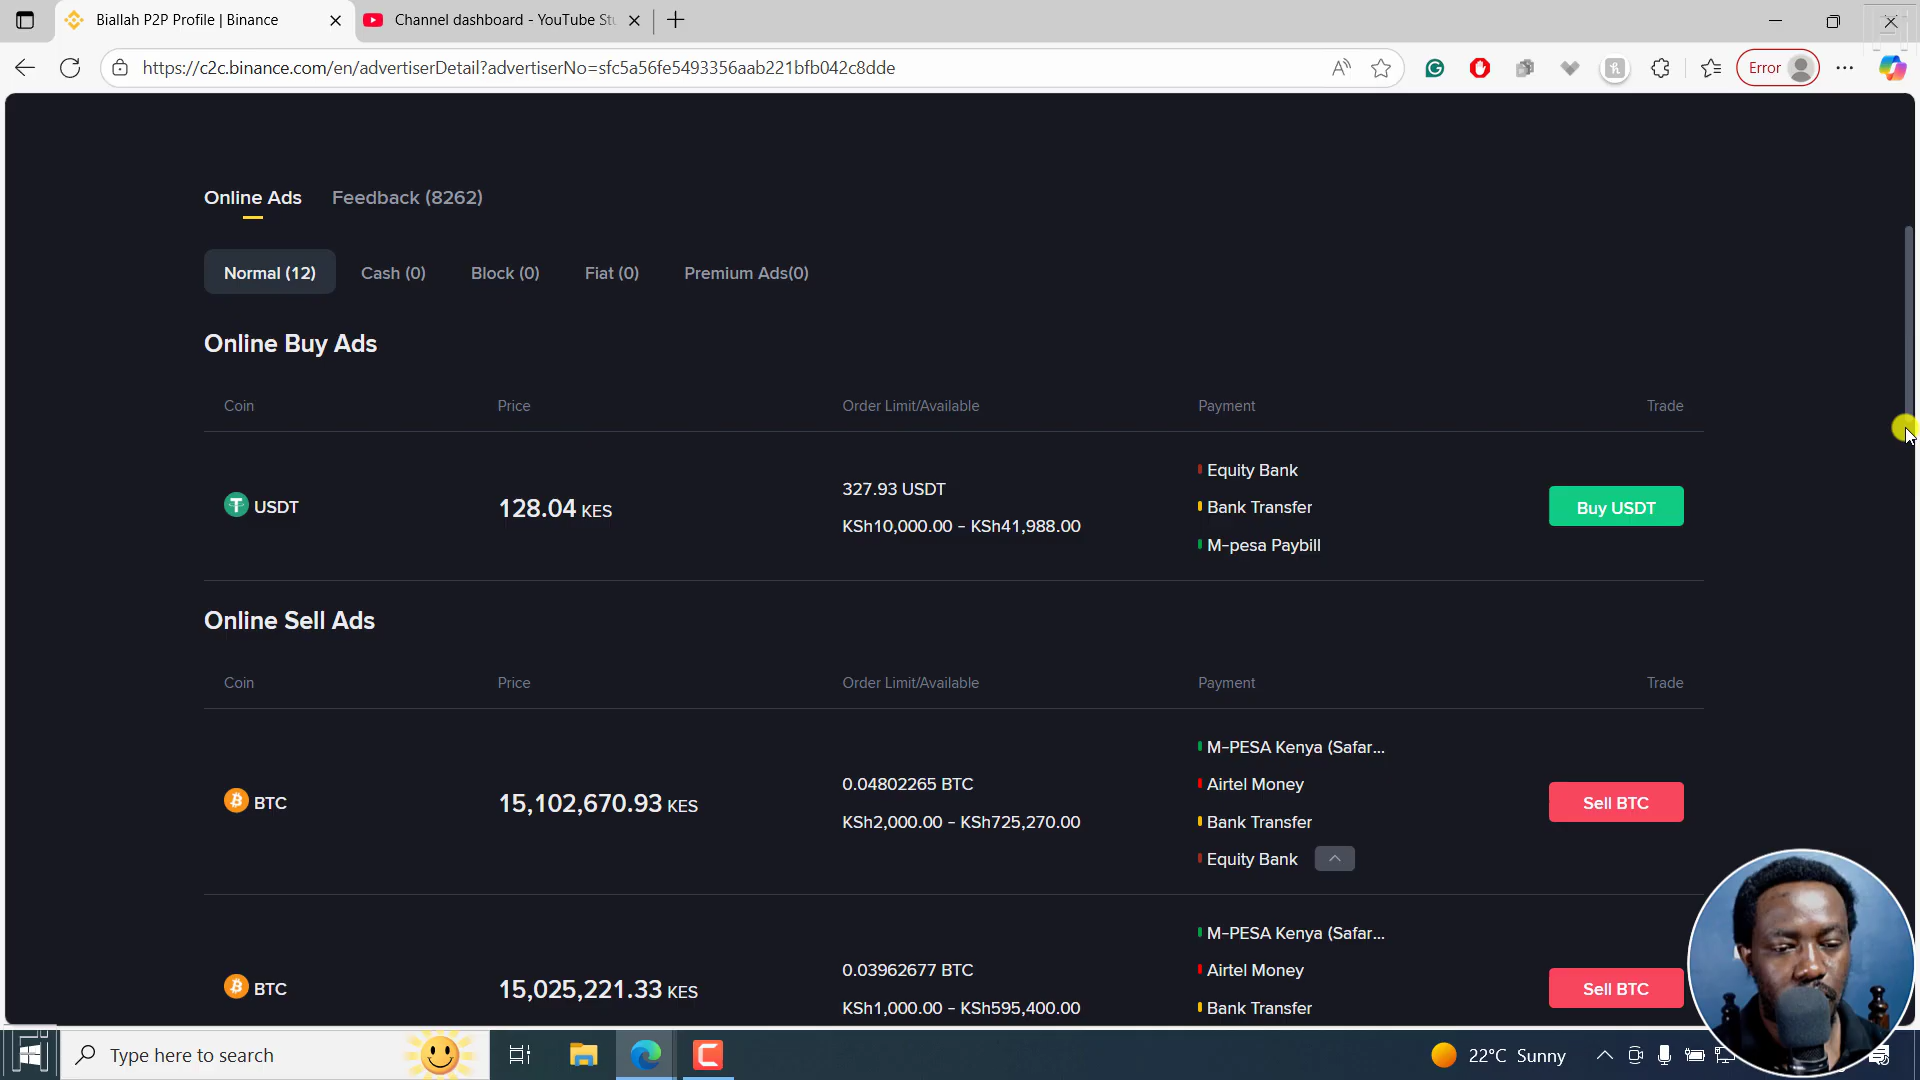 Biallah P2P Profile | Binance
Channel dashboard - YouTube Stu
https://c2c.binance.com/en/advertiserDetail?advertiserNo=sfc5a56fe5493356aab221bfb042c8dde
Error
Online Ads Feedback (8262)
Normal (12) Cash (0) Block (0) Fiat (0) Premium Ads(0)
Online Buy Ads
Coin Price Order Limit/Available Payment Trade
USDT
128.04 KES
327.93 USDT
KSh10,000.00 - KSh41,988.00
Equity Bank
Bank Transfer
M-pesa Paybill
Buy USDT
Online Sell Ads
Coin Price Order Limit/Available Payment Trade
BTC
15,102,670.93 KES
0.04802265 BTC
KSh2,000.00 - KSh725,270.00
M-PESA Kenya (Safar...
Airtel Money
Bank Transfer
Equity Bank
Sell BTC
BTC
15,025,221.33 KES
0.03962677 BTC
KSh1,000.00 - KSh595,400.00
M-PESA Kenya (Safar...
Airtel Money
Bank Transfer
Sell BTC
Type here to search
22°C Sunny